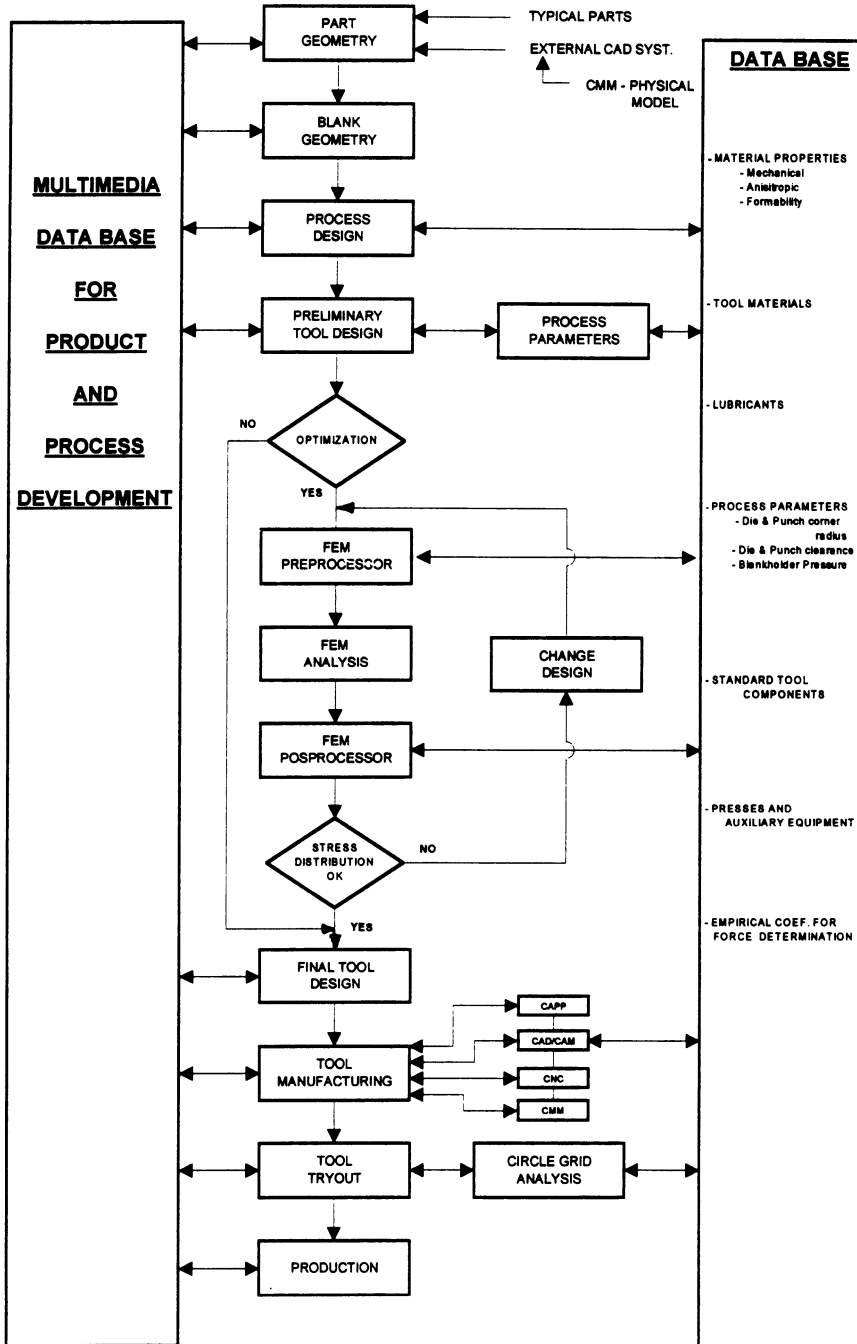 MULTIMEDIA
DATA BASE
FOR
PRODUCT
AND
PROCESS
DEVELOPMENT
PART
GEOMETRY
TYPICAL PARTS
EXTERNAL CAD SYST.
CMM - PHYSICAL
MODEL
BLANK
GEOMETRY
PROCESS
DESIGN
PRELIMINARY
TOOL DESIGN
PROCESS
PARAMETERS
OPTIMIZATION
NO
YES
FEM
PREPROCESSOR
FEM
ANALYSIS
CHANGE
DESIGN
FEM
POSPROCESSOR
STRESS
DISTRIBUTION
OK
NO
YES
FINAL TOOL
DESIGN
TOOL
MANUFACTURING
CAPP
CAD/CAM
CNC
CMM
TOOL
TRYOUT
CIRCLE GRID
ANALYSIS
PRODUCTION
DATA BASE
- MATERIAL PROPERTIES
- Mechanical
- Anisitropic
- Formability
- TOOL MATERIALS
- LUBRICANTS
- PROCESS PARAMETERS
- Die & Punch corner
radius
- Die & Punch clearance
- Blankholder Pressure
- STANDARD TOOL
COMPONENTS
- PRESSES AND
AUXILIARY EQUIPMENT
- EMPIRICAL COEF. FOR
FORCE DETERMINATION